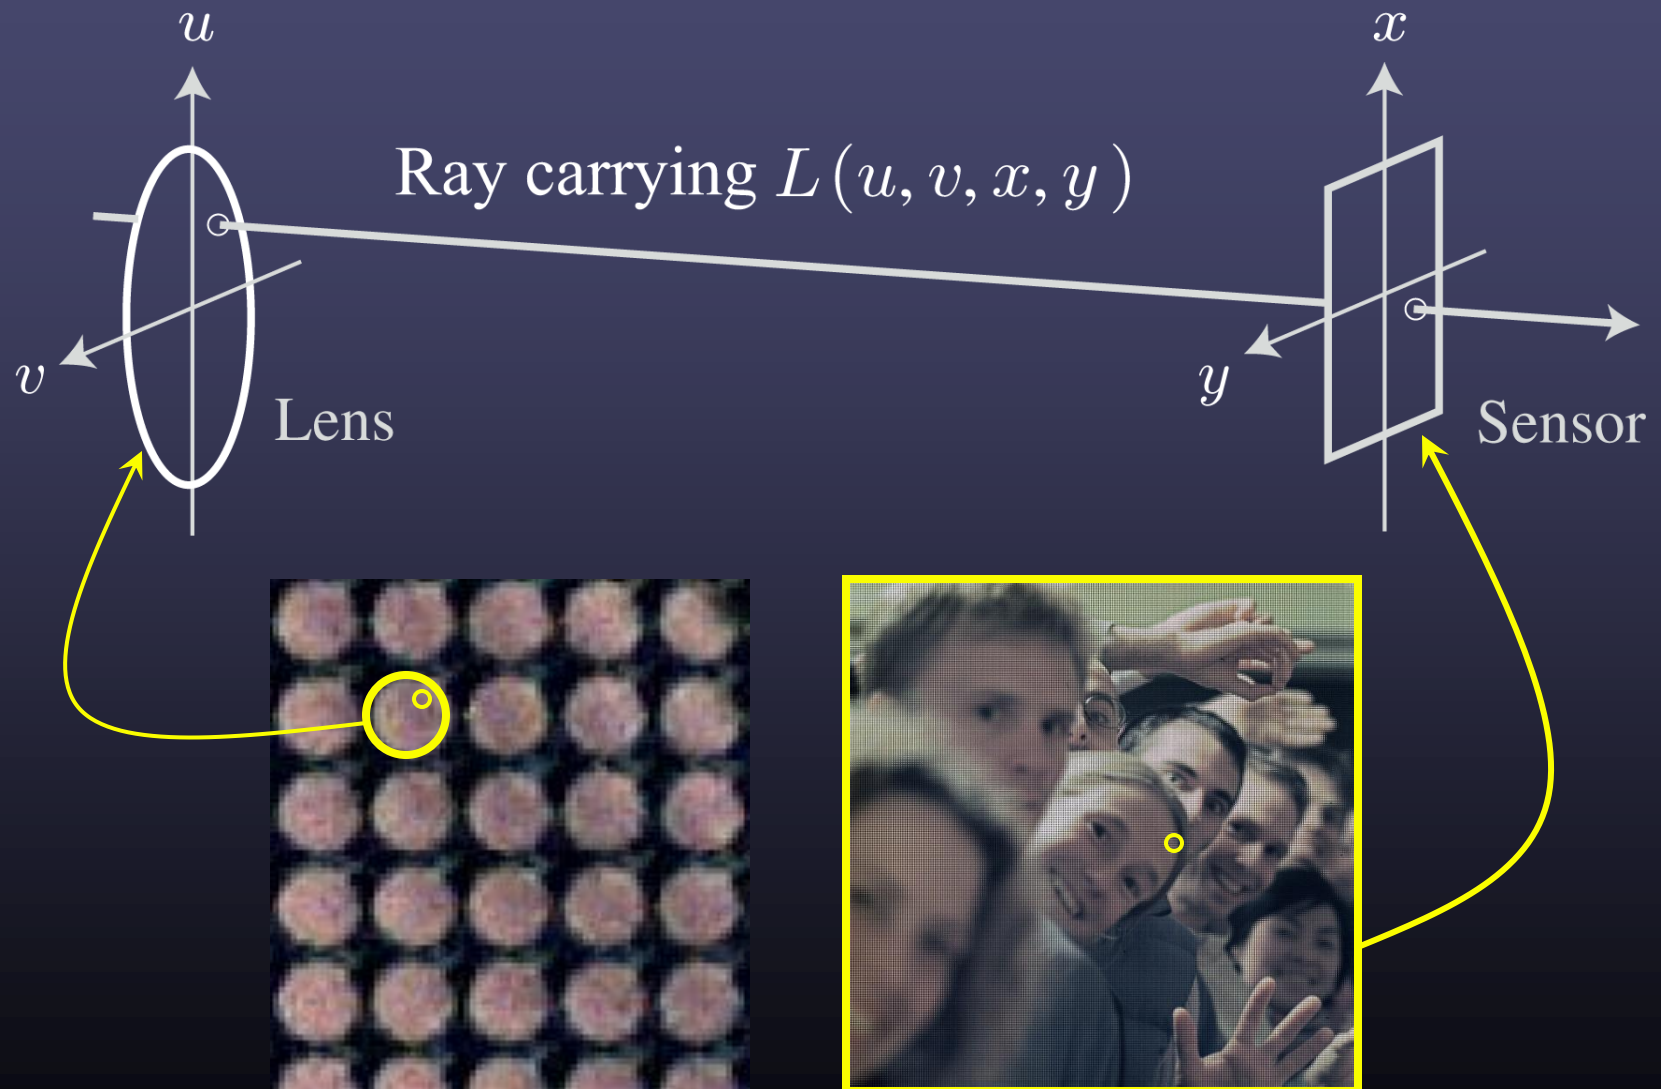 u
x
Ray carrying L(u, v, x, y)
v
y
Lens
Sensor